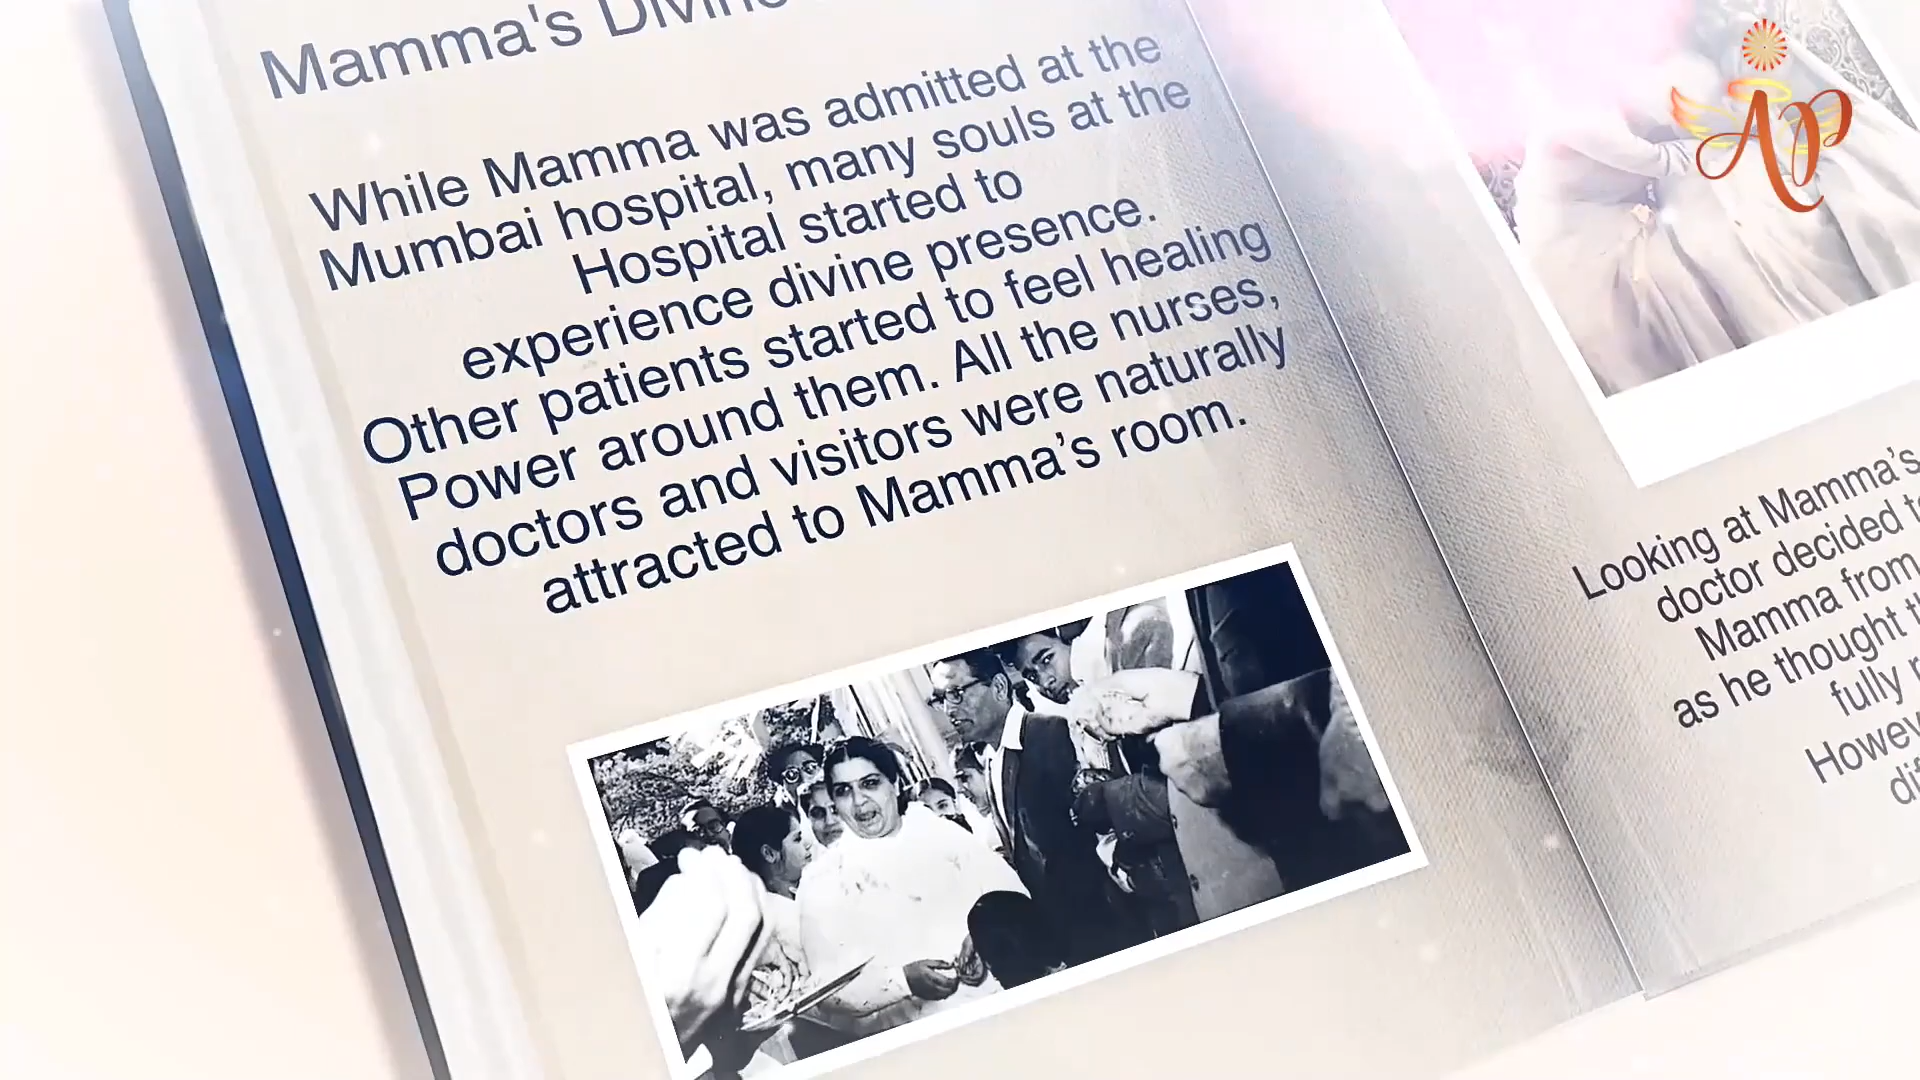 Mamma's Divine
While Mamma was admitted at the
Mumbai hospital, many souls at the
Hospital started to
experience divine presence.
Other patients started to feel healing
Power around them. All the nurses,
doctors and visitors were naturally
attracted to Mamma’s room.
AP
Looking at Mamma’s
doctor decided
Mamma from
as he thought
fully